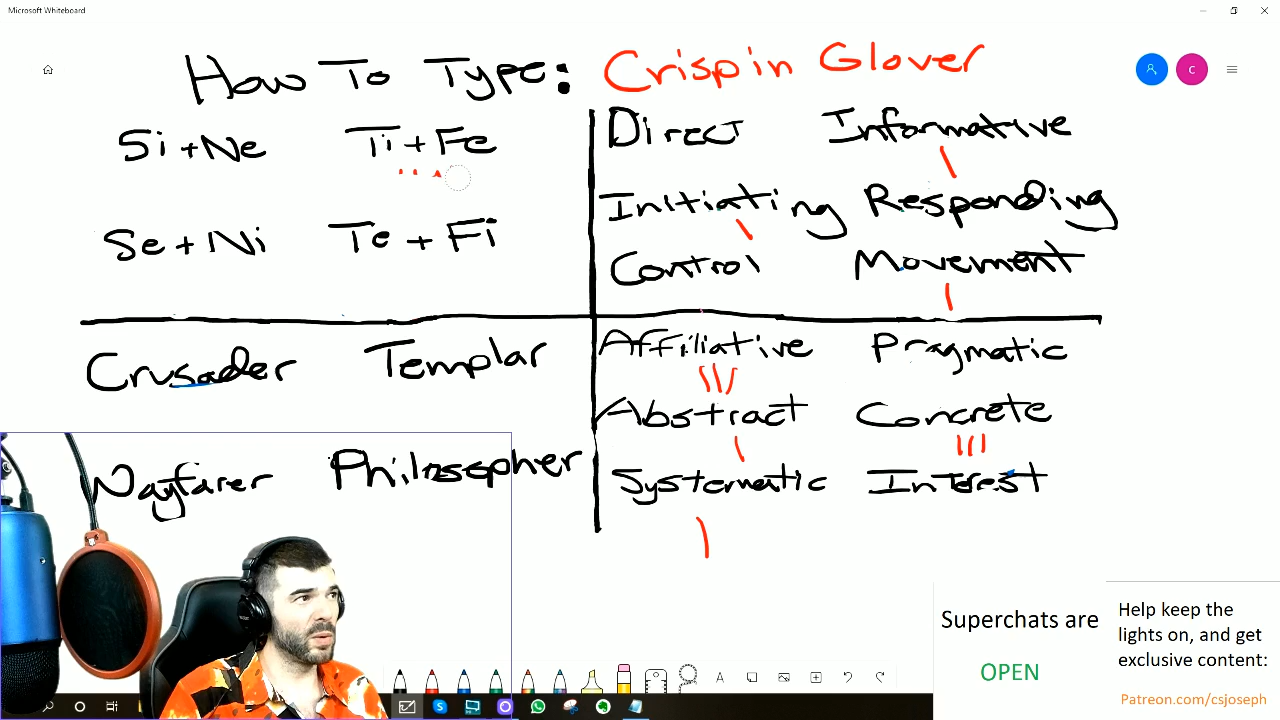 Microsoft Whiteboard
How To Type: Crispin Glover
Si + Ne Ti + Fe
Se + Ni Te + Fi
Crusader Templar
Wayfarer Philosopher
Direct Informative
Initiating Responding
Control Movement
Affiliative Pragmatic
Abstract Concrete
Systematic Interest
C
Superchats are
OPEN
Help keep the
lights on, and get
exclusive content:
Patreon.com/csjoseph